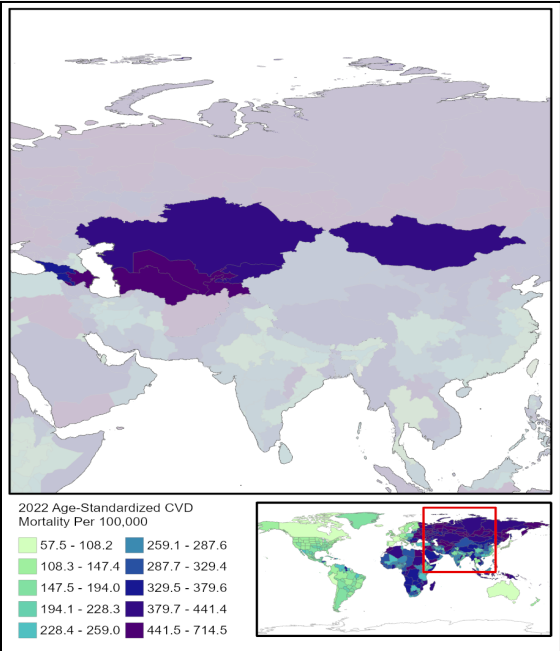 2022 Age-Standardized CVD
Mortality Per 100,000
57.5 - 108.2
108.3 - 147.4
147.5 - 194.0
194.1 - 228.3
228.4 - 259.0
259.1 - 287.6
287.7 - 329.4
329.5 - 379.6
379.7 - 441.4
441.5 - 714.5